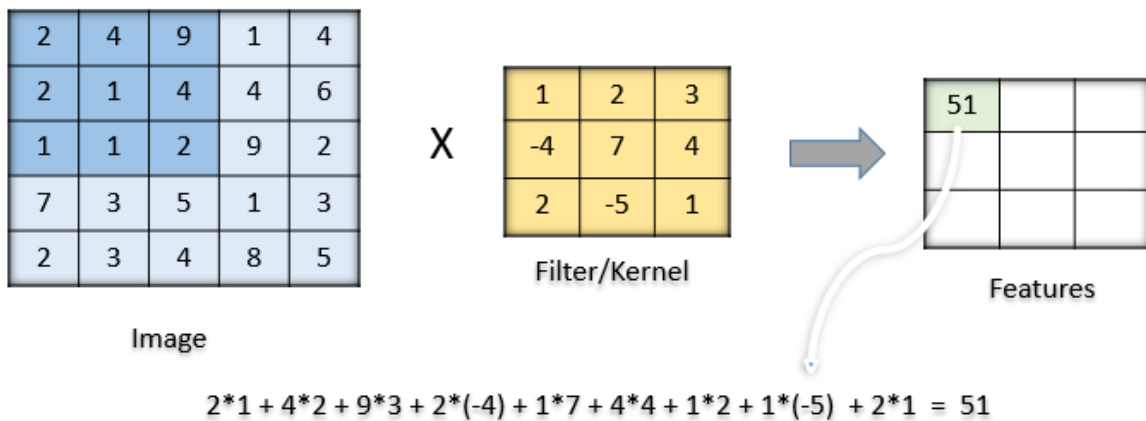 2 4 9 1 4
2 1 4 4 6
1 1 2 9 2
7 3 5 1 3
2 3 4 8 5
Image
X
1 2 3
-4 7 4
2 -5 1
Filter/Kernel
51
Features
2*1 + 4*2 + 9*3 + 2*(-4) + 1*7 + 4*4 + 1*2 + 1*(-5) + 2*1 = 51